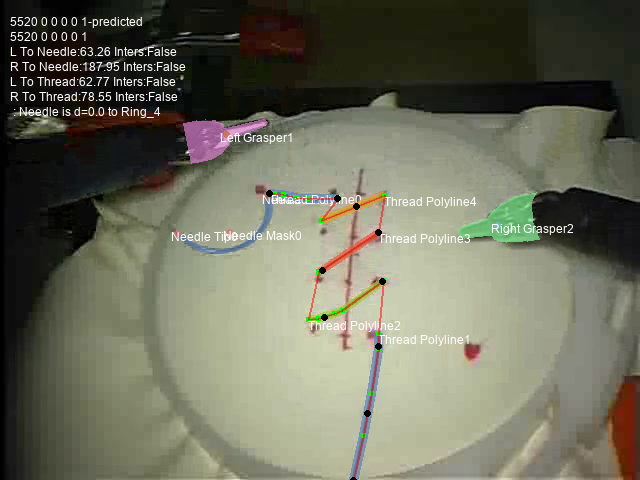 5520 0 0 0 0 1-predicted
5520 0 0 0 0 1
L To Needle:63.26 Inters:False
R To Needle:187.95 Inters:False
L To Thread:62.77 Inters:False
R To Thread:78.55 Inters:False
: Needle is d=0.0 to Ring_4
Left Grasper1
Thread Polyline0
Thread Polyline4
Right Grasper2
Needle Mask0
Thread Polyline3
Thread Polyline2
Thread Polyline1